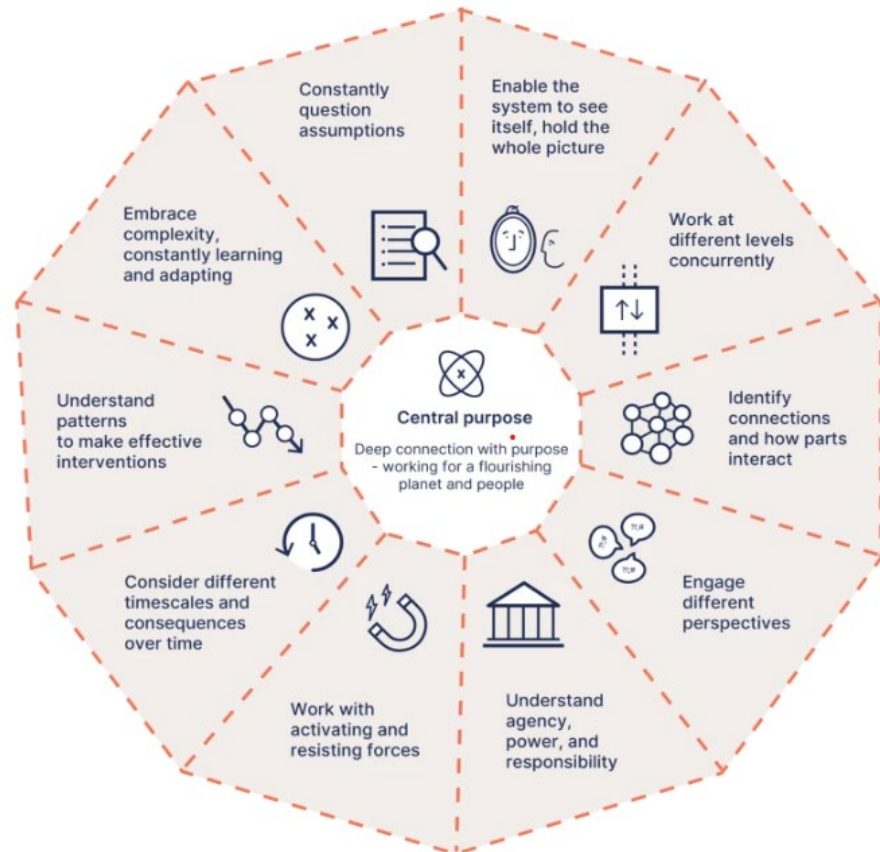 Constantly
question
assumptions
Enable the
system to see
itself, hold the
whole picture
Work at
different levels
concurrently
Identify
connections
and how parts
interact
Engage
different
perspectives
Understand
agency,
power, and
responsibility
Work with
activating and
resisting forces
Consider different
timescales and
consequences
over time
Understand
patterns
to make effective
interventions
Embrace
complexity,
constantly learning
and adapting
Central purpose
Deep connection with purpose
- working for a flourishing
planet and people